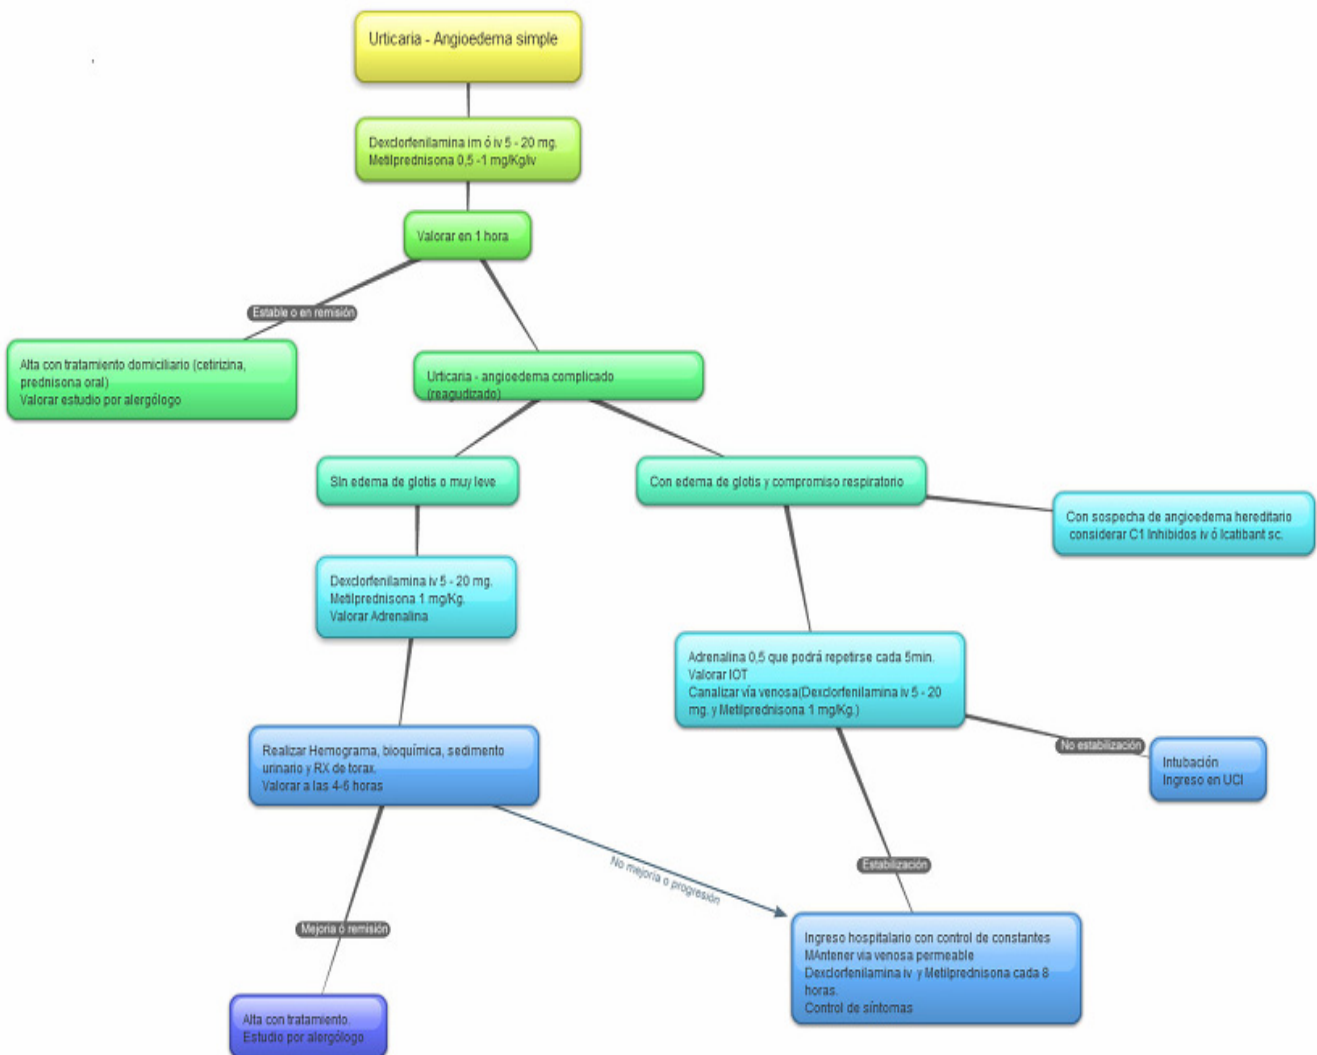 Urticaria - Angioedema simple
Dexclorfenilamina im ó iv 5 - 20 mg.
Metilprednisona 0,5 -1 mg/Kg/iv
Valorar en 1 hora
Estable o en remisión
Alta con tratamiento domiciliario (cetirizina,
prednisona oral)
Valorar estudio por alergólogo
Urticaria - angioedema complicado
(reagudizado)
SIn edema de glotis o muy leve
Con edema de glotis y compromiso respiratorio
Con sospecha de angioedema hereditario
considerar C1 Inhibidos iv ó Icatibant sc.
Dexclorfenilamina iv 5 - 20 mg.
Metilprednisona 1 mg/Kg.
Valorar Adrenalina
Adrenalina 0,5 que podrá repetirse cada 5min.
Valorar IOT
Canalizar vía venosa(Dexclorfenilamina iv 5 - 20
mg. y Metilprednisona 1 mg/Kg.)
Realizar Hemograma, bioquímica, sedimento
urinario y RX de torax.
Valorar a las 4-6 horas
No estabilización
Intubación
Ingreso en UCI
No mejoría o progresión
Estabilización
Mejoria ó remisión
Ingreso hospitalario con control de constantes
MAntener via venosa permeable
Dexclorfenilamina iv y Metilprednisona cada 8
horas.
Control de síntomas
Alta con tratamiento.
Estudio por alergólogo